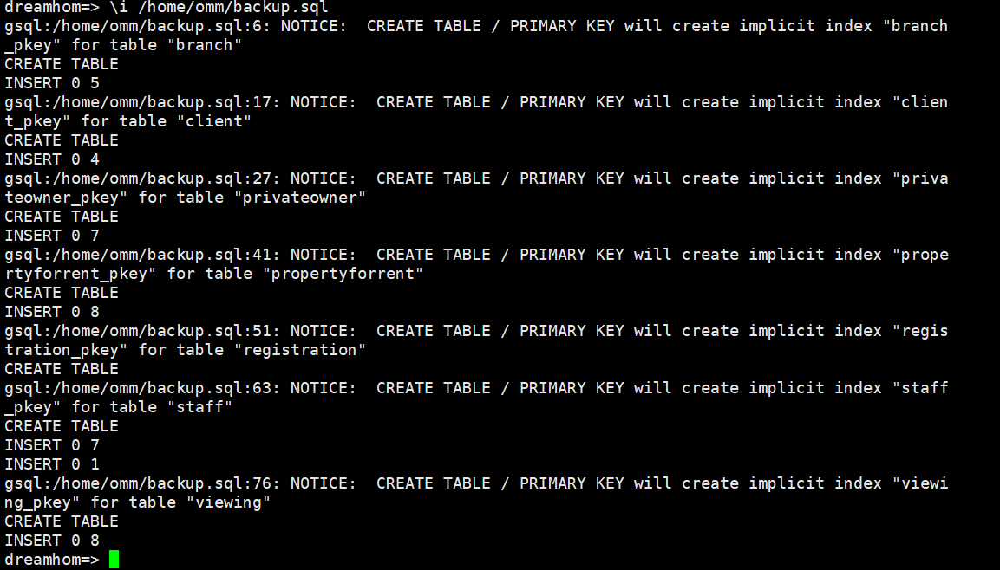 dreamhom=> \i /home/omm/backup.sql
gsql:/home/omm/backup.sql:6: NOTICE:  CREATE TABLE / PRIMARY KEY will create implicit index "branch
_pkey" for table "branch"
CREATE TABLE
INSERT 0 5
gsql:/home/omm/backup.sql:17: NOTICE:  CREATE TABLE / PRIMARY KEY will create implicit index "clien
t_pkey" for table "client"
CREATE TABLE
INSERT 0 4
gsql:/home/omm/backup.sql:27: NOTICE:  CREATE TABLE / PRIMARY KEY will create implicit index "priva
teowner_pkey" for table "privateowner"
CREATE TABLE
INSERT 0 7
gsql:/home/omm/backup.sql:41: NOTICE:  CREATE TABLE / PRIMARY KEY will create implicit index "prope
rtyforrent_pkey" for table "propertyforrent"
CREATE TABLE
INSERT 0 8
gsql:/home/omm/backup.sql:51: NOTICE:  CREATE TABLE / PRIMARY KEY will create implicit index "regis
tration_pkey" for table "registration"
CREATE TABLE
gsql:/home/omm/backup.sql:63: NOTICE:  CREATE TABLE / PRIMARY KEY will create implicit index "staff
_pkey" for table "staff"
CREATE TABLE
INSERT 0 7
INSERT 0 1
gsql:/home/omm/backup.sql:76: NOTICE:  CREATE TABLE / PRIMARY KEY will create implicit index "viewi
ng_pkey" for table "viewing"
CREATE TABLE
INSERT 0 8
dreamhom=>